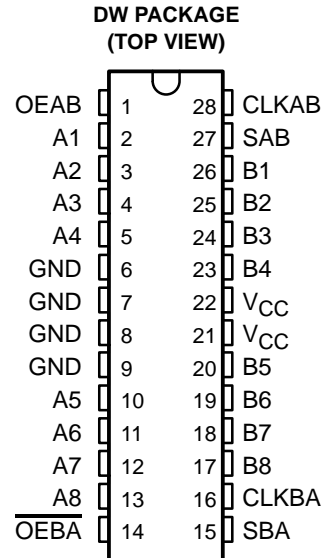 DW PACKAGE
(TOP VIEW)
OEAB 1 28 CLKAB
A1 2 27 SAB
A2 3 26 B1
A3 4 25 B2
A4 5 24 B3
GND 6 23 B4
GND 7 22 VCC
GND 8 21 VCC
GND 9 20 B5
A5 10 19 B6
A6 11 18 B7
A7 12 17 B8
A8 13 16 CLKBA
OEBA 14 15 SBA